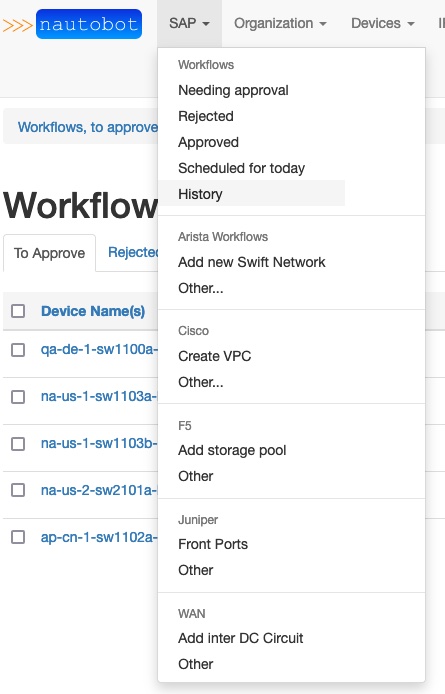 >>> nautobot SAP Organization Devices
Workflows
Needing approval
Workflows, to approve
Rejected
Approved
Scheduled for today
Workflow
History
To Approve Rejected
Arista Workflows
Add new Swift Network
Other...
Device Name(s)
Cisco
qa-de-1-sw1100a-
Create VPC
Other...
na-us-1-sw1103a-
F5
na-us-1-sw1103b-
Add storage pool
Other
na-us-2-sw2101a-
Juniper
ap-cn-1-sw1102a-
Front Ports
Other
WAN
Add inter DC Circuit
Other